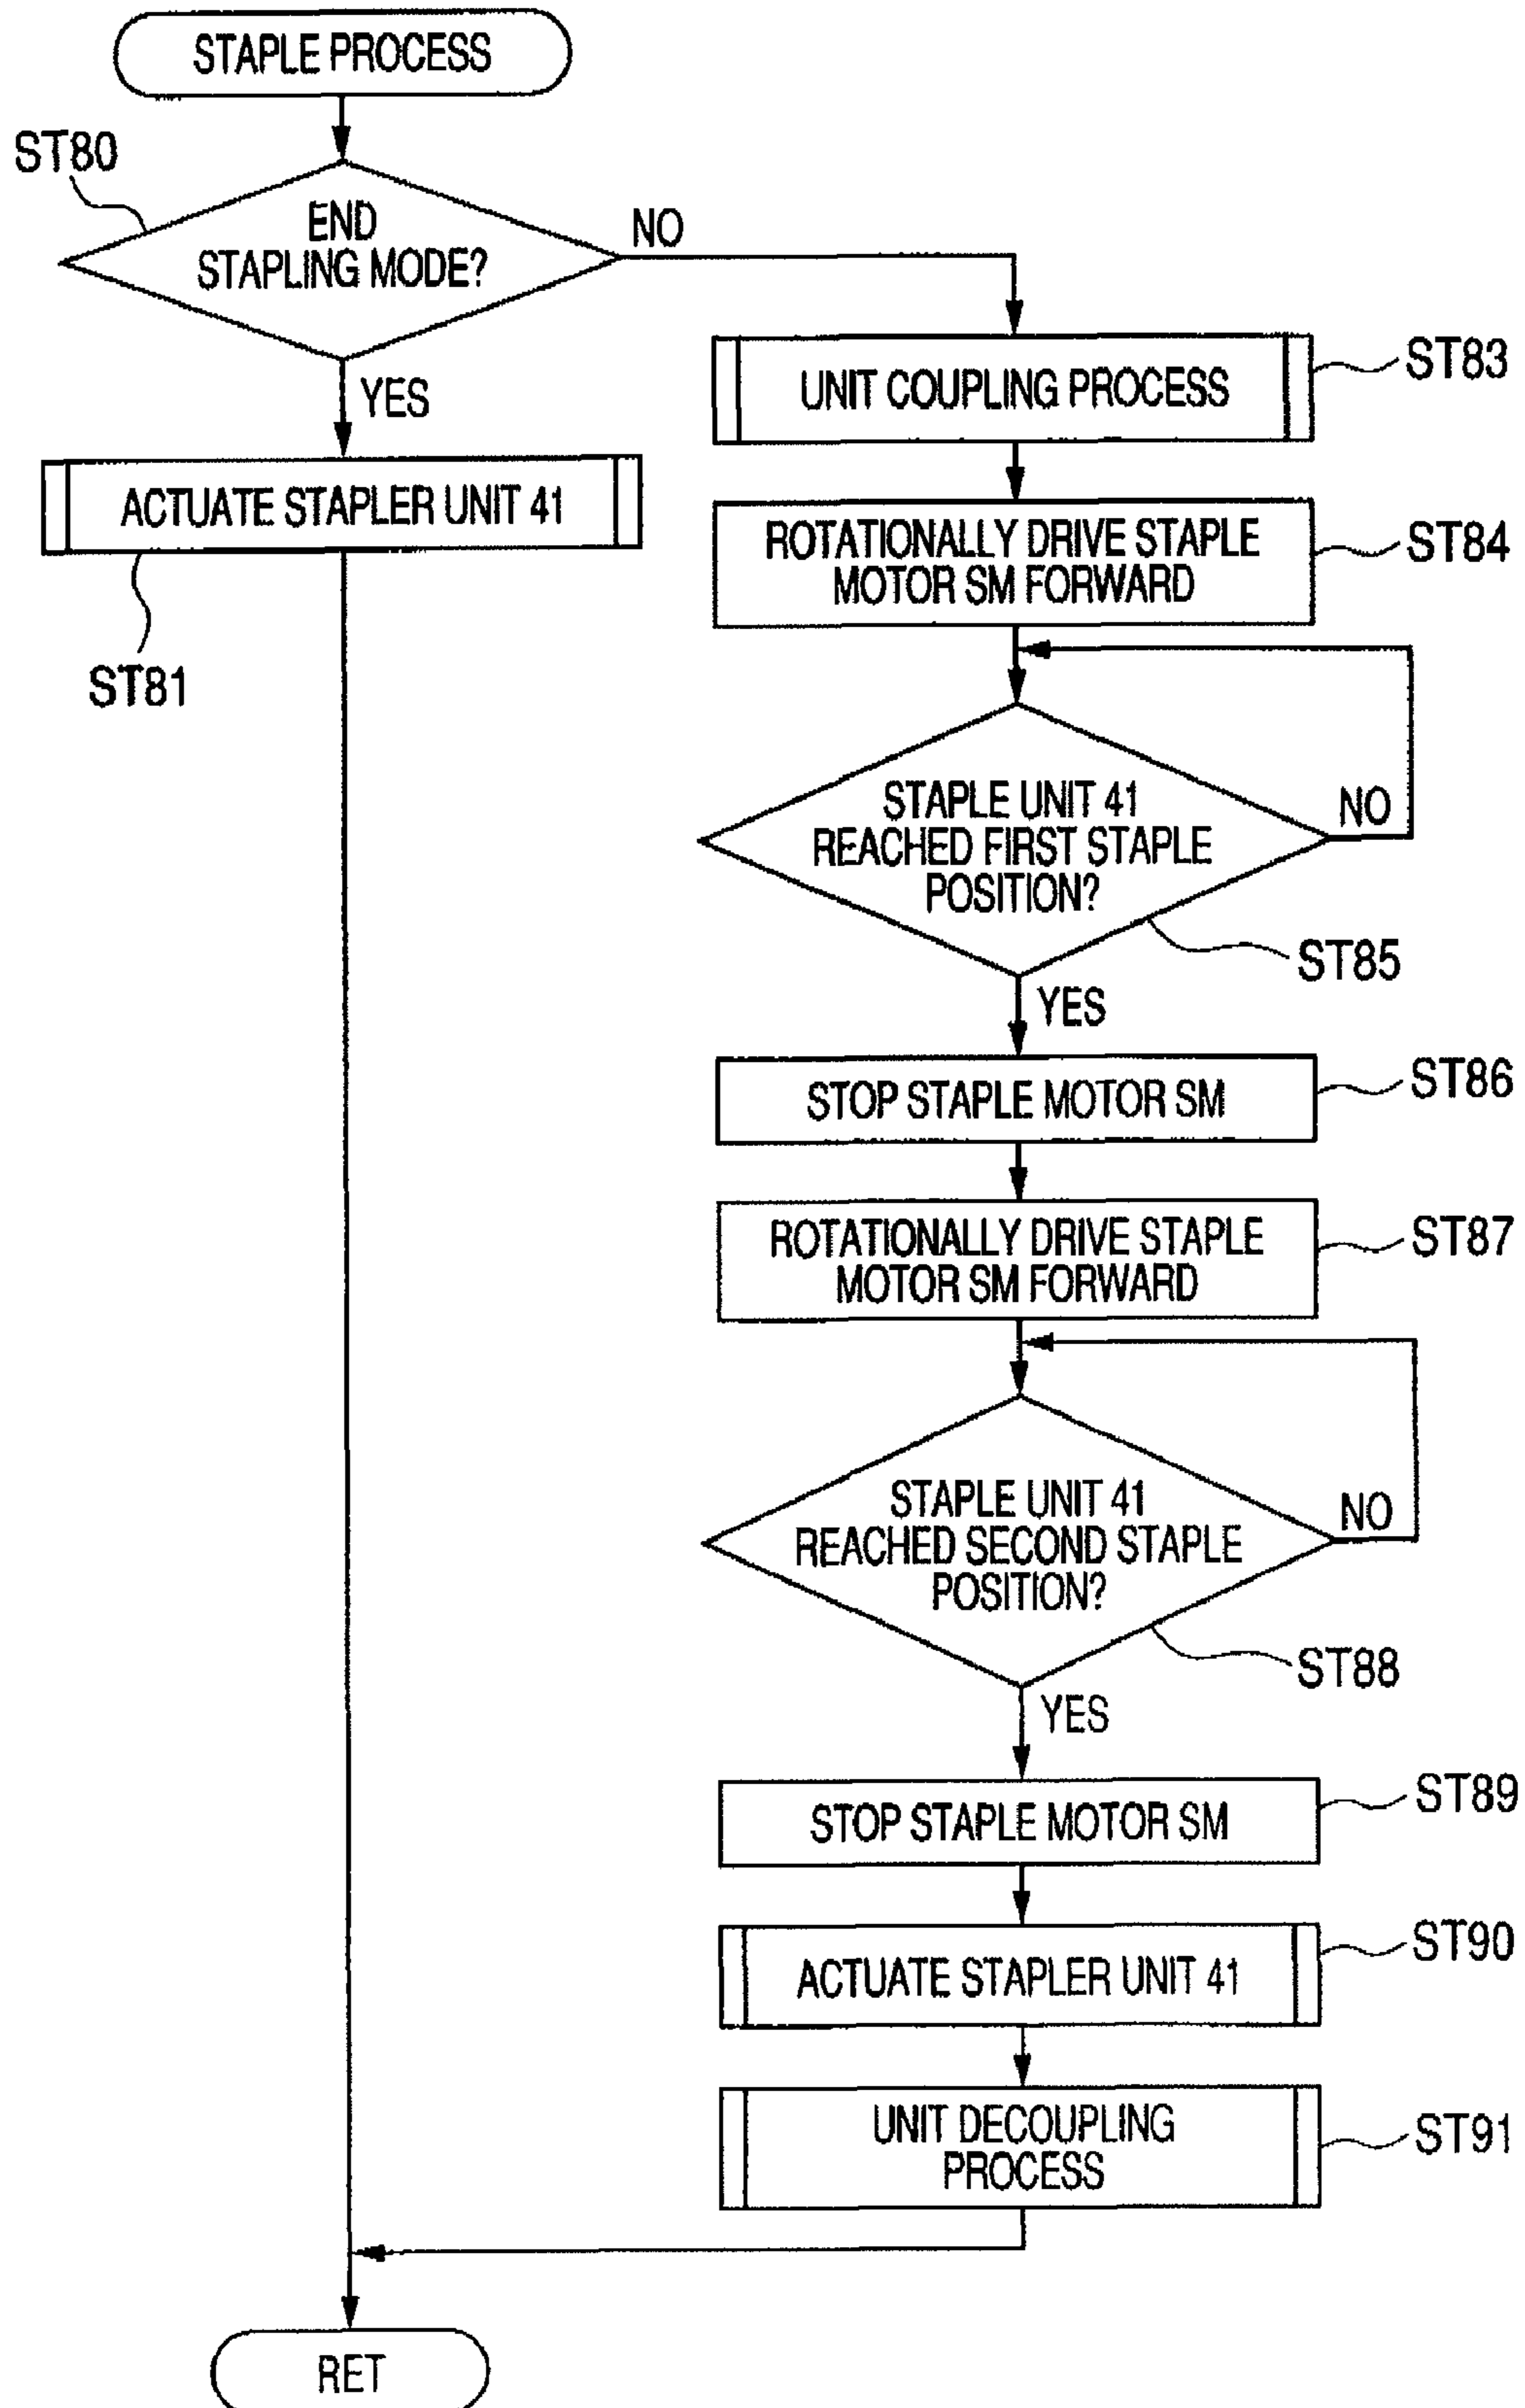 STAPLE PROCESS
ST80
END
STAPLING MODE?
NO
YES
ACTUATE STAPLER UNIT 41
ST81
UNIT COUPLING PROCESS
ST83
ROTATIONALLY DRIVE STAPLE
MOTOR SM FORWARD
ST84
STAPLE UNIT 41
REACHED FIRST STAPLE
POSITION?
NO
ST85
YES
STOP STAPLE MOTOR SM
ST86
ROTATIONALLY DRIVE STAPLE
MOTOR SM FORWARD
ST87
STAPLE UNIT 41
REACHED SECOND STAPLE
POSITION?
NO
ST88
YES
STOP STAPLE MOTOR SM
ST89
ACTUATE STAPLER UNIT 41
ST90
UNIT DECOUPLING
PROCESS
ST91
RET